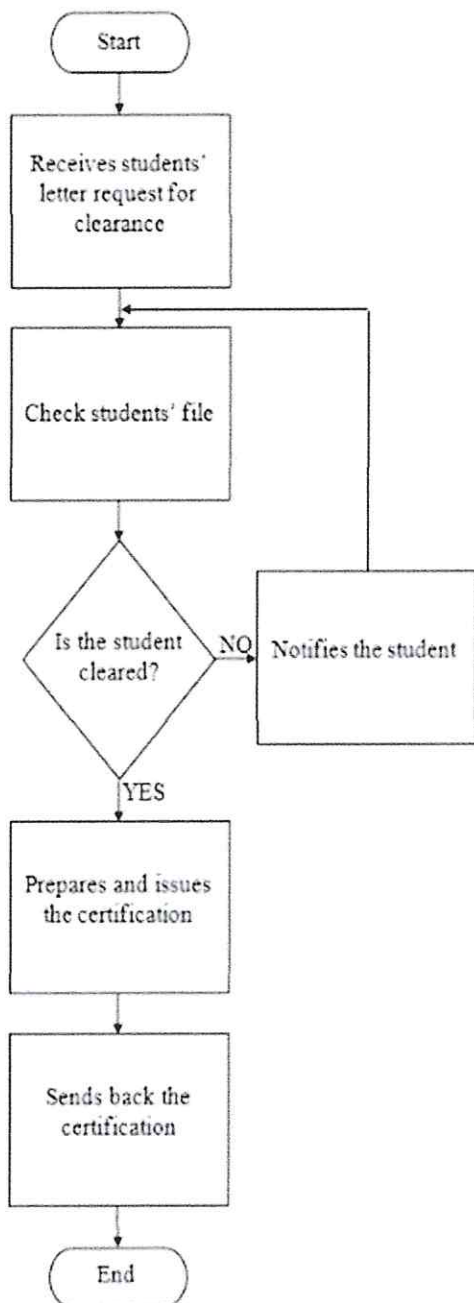 Start
Receives students'
letter request for
clearance
Check students' file
Is the student
cleared?
NO
Notifies the student
YES
Prepares and issues
the certification
Sends back the
certification
End